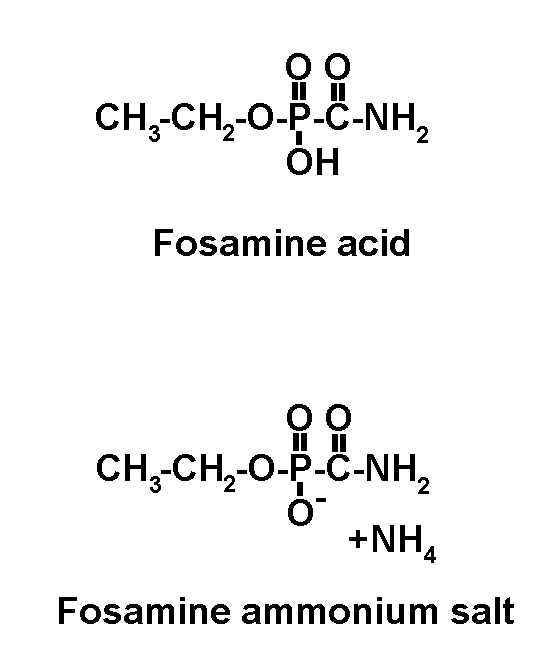 O O
CH3-CH2-O-P-C-NH2
OH
Fosamine acid
O O
CH3-CH2-O-P-C-NH2
O-
+NH4
Fosamine ammonium salt